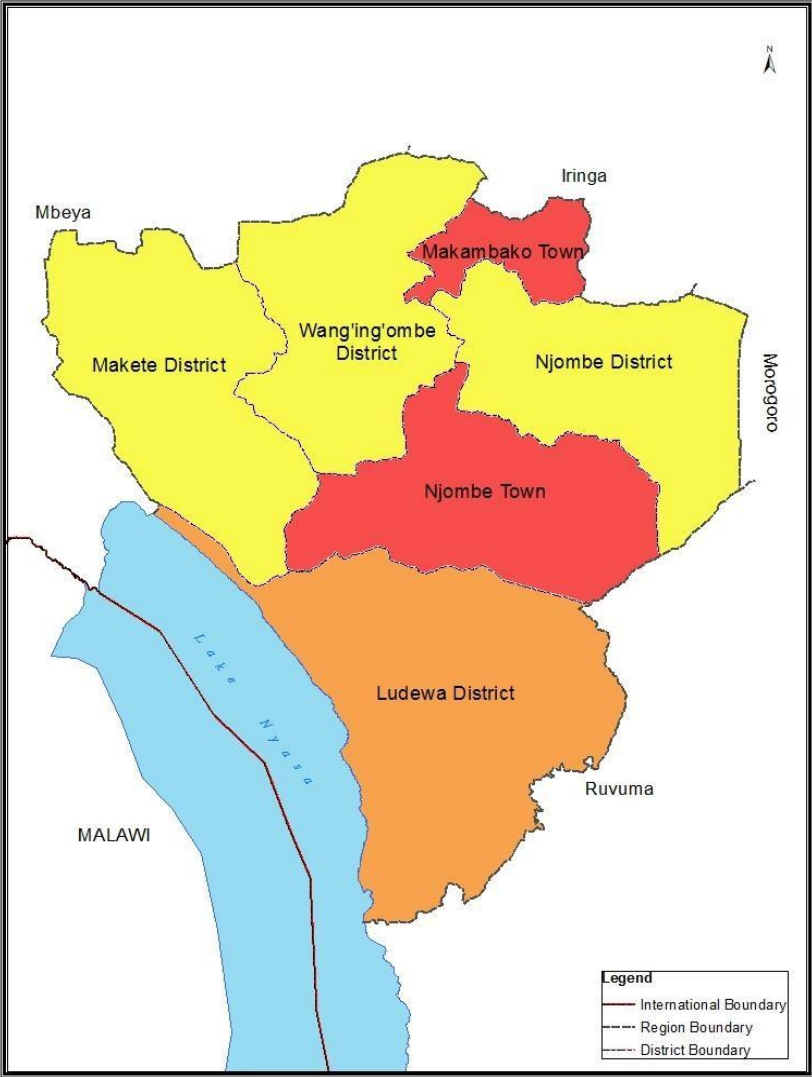 N
Iringa
Mbeya
Makambako Town
Wang'ing'ombe
District
Makete District
Njombe District
Morogoro
Njombe Town
Lake Nyasa
Ludewa District
Ruvuma
MALAWI
Legend
International Boundary
Region Boundary
District Boundary